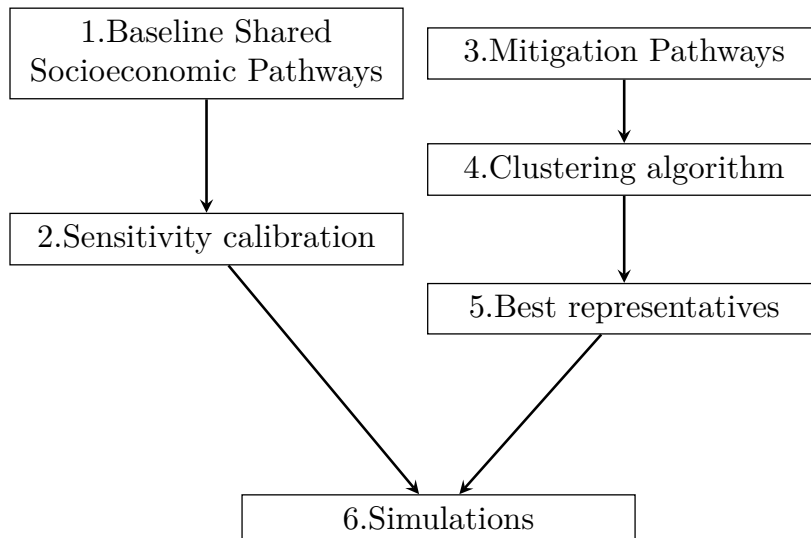 1.Baseline Shared
Socioeconomic Pathways
2.Sensitivity calibration
3.Mitigation Pathways
4.Clustering algorithm
5.Best representatives
6.Simulations